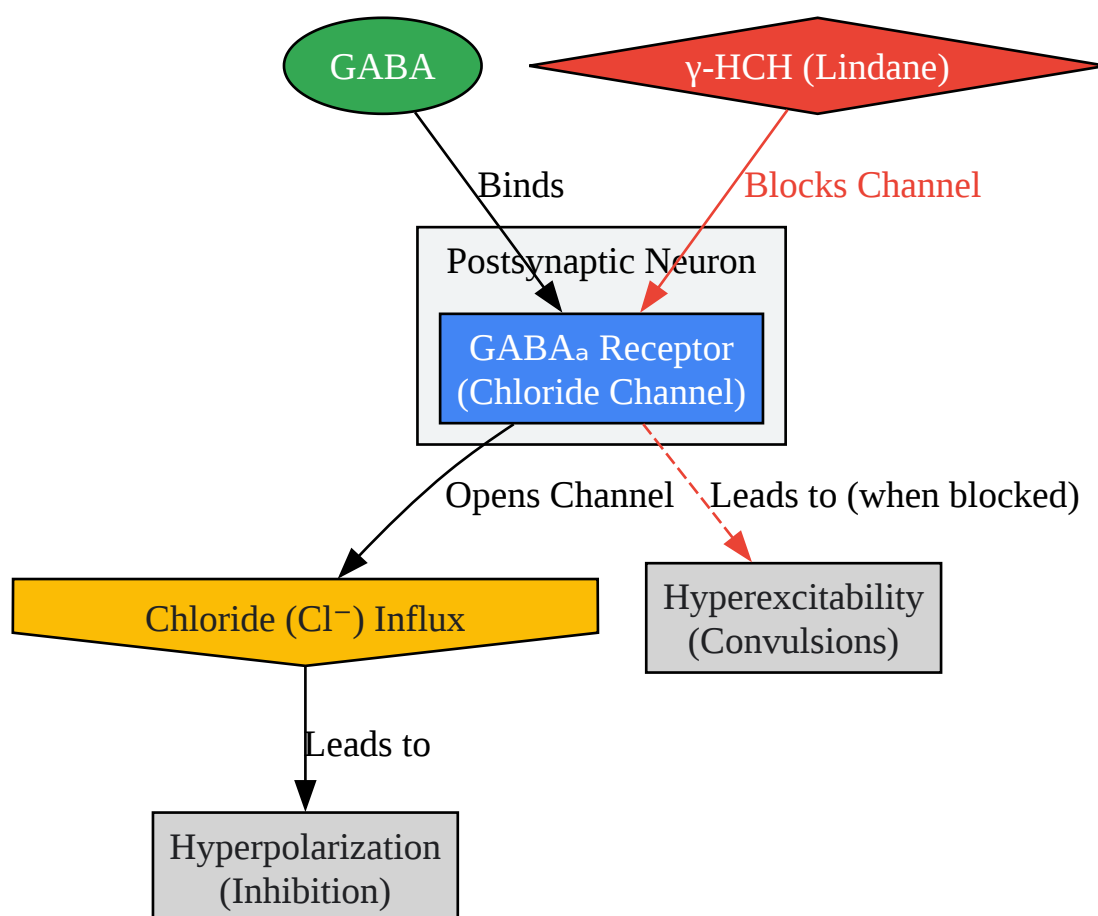 GABA
γ-HCH (Lindane)
Binds
Blocks Channel
Postsynaptic Neuron
GABAₐ Receptor
(Chloride Channel)
Opens Channel
Leads to (when blocked)
Chloride (Cl⁻) Influx
Hyperexcitability
(Convulsions)
Leads to
Hyperpolarization
(Inhibition)